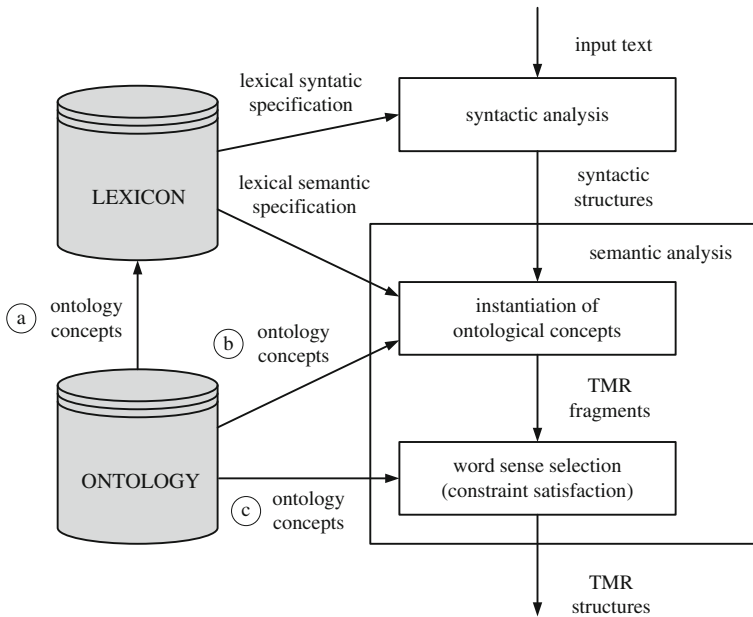 input text
lexical syntatic
specification
syntactic analysis
LEXICON
lexical semantic
specification
syntactic
structures
semantic analysis
a
ontology
concepts
instantiation of
ontological concepts
b
ontology
concepts
TMR
fragments
ONTOLOGY
word sense selection
(constraint satisfaction)
c
ontology
concepts
TMR
structures